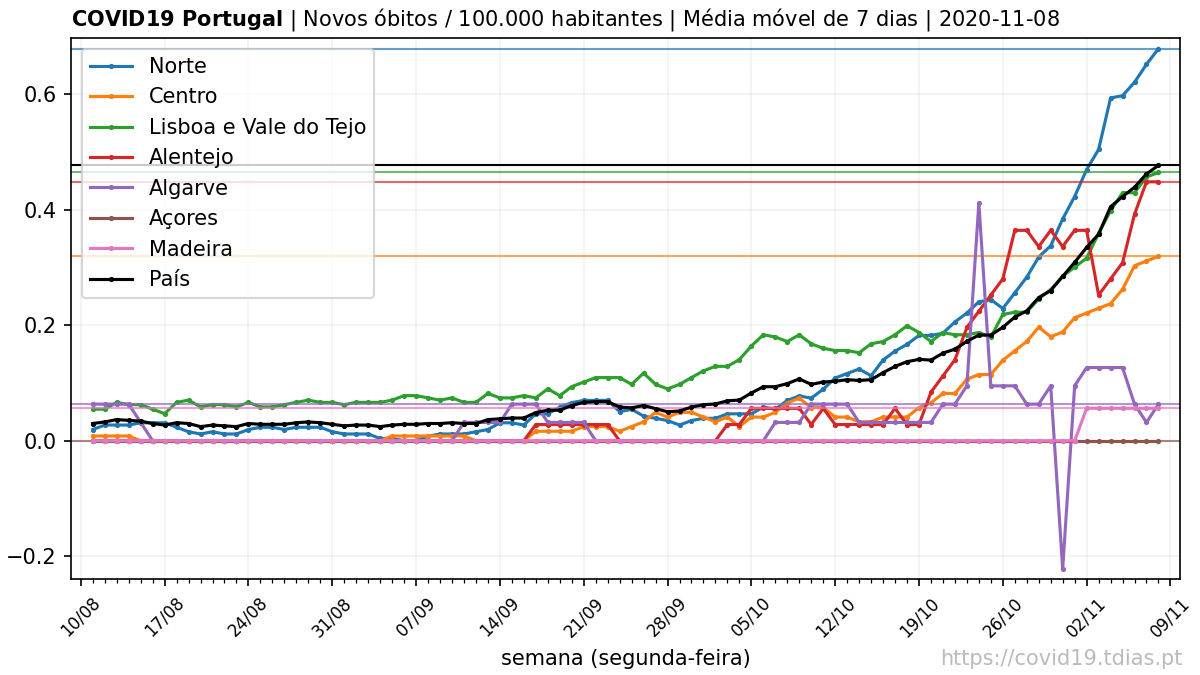 COVID19 Portugal | Novos óbitos / 100.000 habitantes | Média móvel de 7 dias | 2020-11-08
Norte
Centro
Lisboa e Vale do Tejo
Alentejo
Algarve
Açores
Madeira
País
0.6
0.4
0.2
0.0
−0.2
10/08 17/08 24/08 31/08 07/09 14/09 21/09 28/09 05/10 12/10 19/10 26/10 02/11 09/11
semana (segunda-feira)
https://covid19.tdias.pt